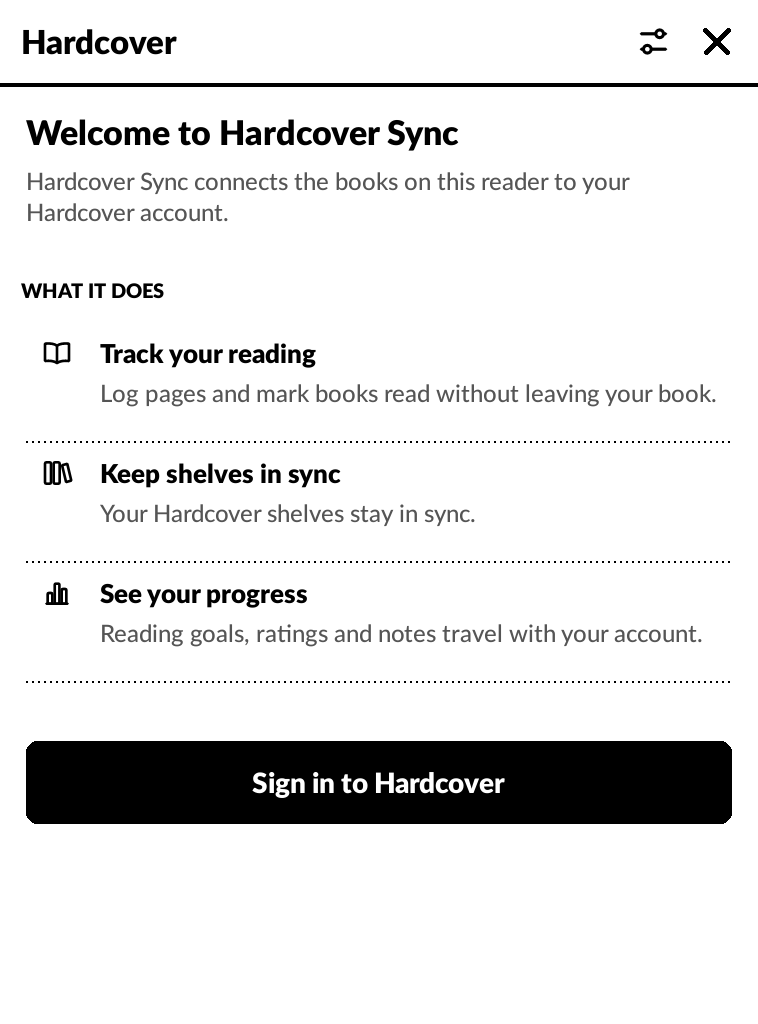 Hardcover
Welcome to Hardcover Sync
Hardcover Sync connects the books on this reader to your
Hardcover account.
WHAT IT DOES
Track your reading
Log pages and mark books read without leaving your book.
Keep shelves in sync
Your Hardcover shelves stay in sync.
See your progress
Reading goals, ratings and notes travel with your account.
Sign in to Hardcover